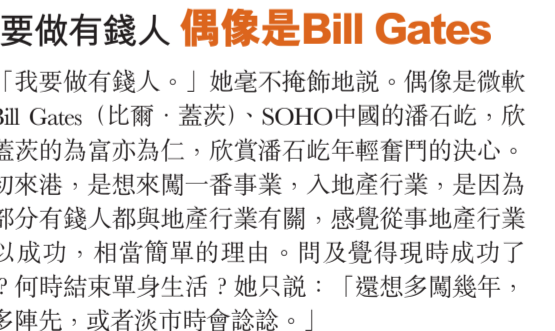 要做有錢人 偶像是Bill Gates
「我要做有錢人。」她毫不掩飾地説。偶像是微軟
Bill Gates（比爾·蓋茨）、SOHO中國的潘石屹，欣
蓋茨的為富亦為仁，欣賞潘石屹年輕奮鬥的決心。
初來港，是想來闖一番事業，入地產行業，是因為
部分有錢人都與地產行業有關，感覺從事地產行業
以成功，相當簡單的理由。問及覺得現時成功了
？何時結束單身生活？她只説：「還想多闖幾年，
多陣先，或者淡市時會諗諗。」